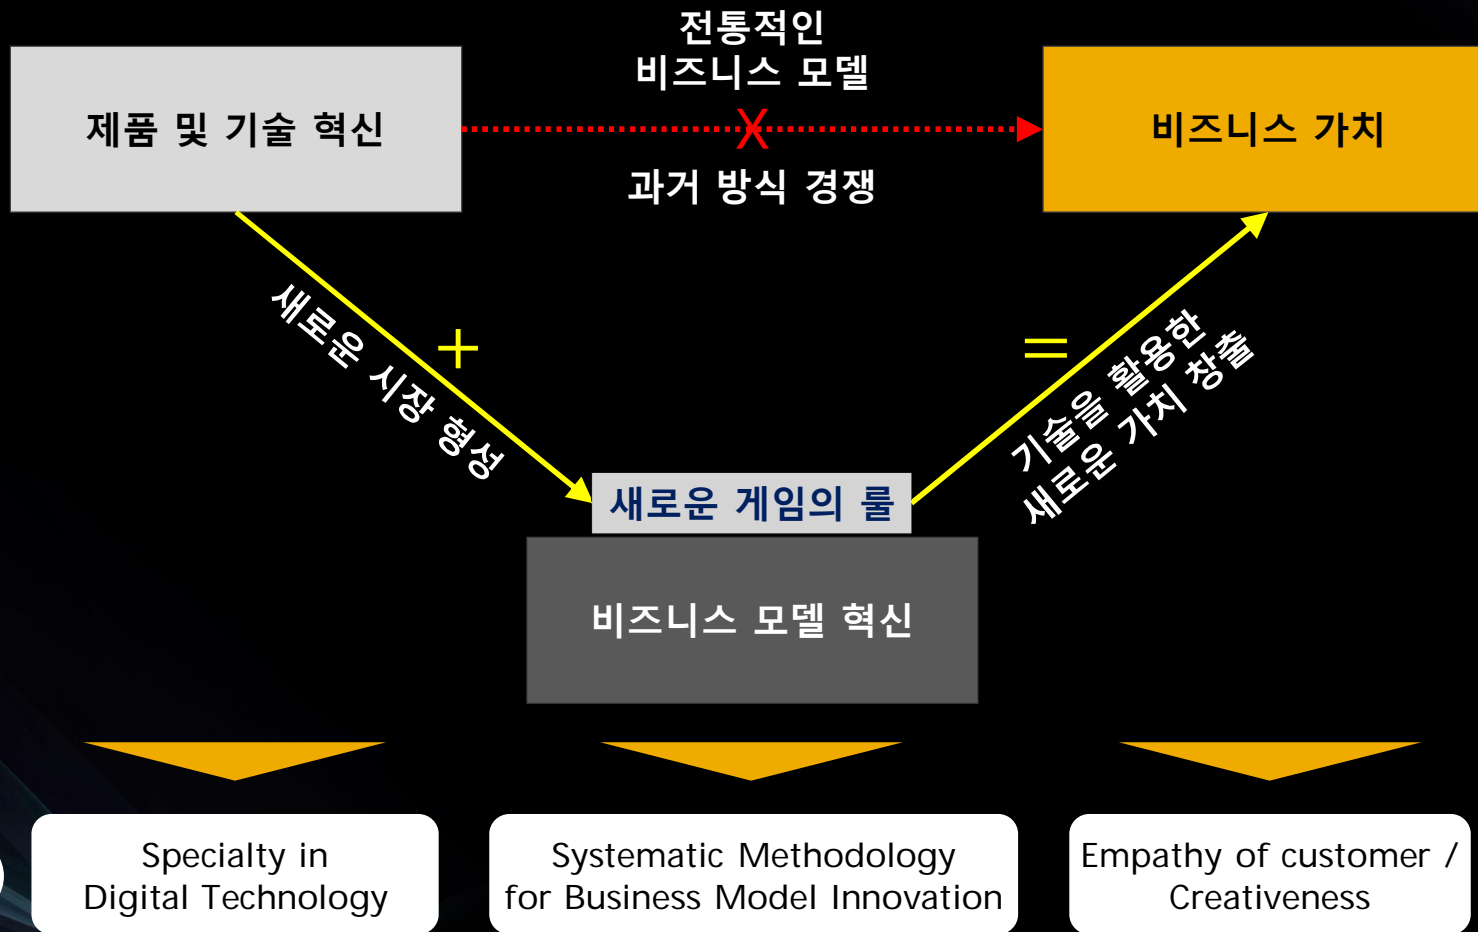 전통적인
비즈니스 모델
제품 및 기술 혁신
X
비즈니스 가치
과거 방식 경쟁
새로운 시장 형성
+
=
기술을 활용한
새로운 가치 창출
새로운 게임의 룰
비즈니스 모델 혁신
Specialty in
Digital Technology
Systematic Methodology
for Business Model Innovation
Empathy of customer /
Creativeness